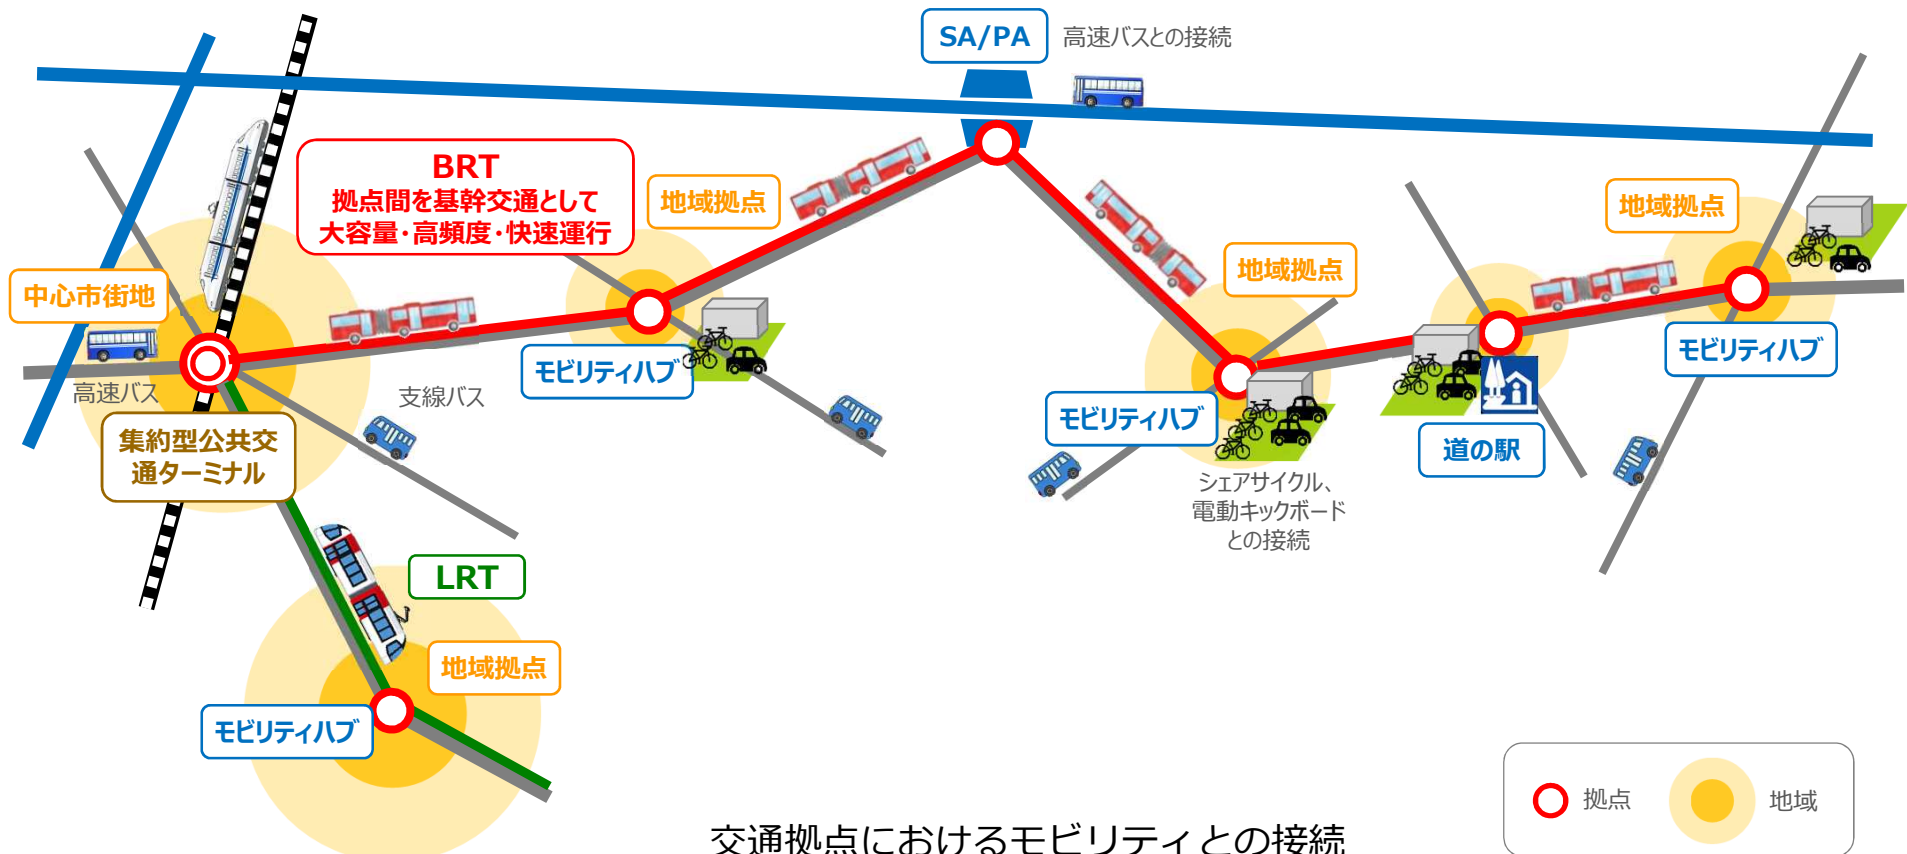 SA/PA
高速バスとの接続
BRT
拠点間を基幹交通として
大容量・高頻度・快速運行
地域拠点
地域拠点
地域拠点
中心市街地
高速バス
支線バス
モビリティハブ
モビリティハブ
モビリティハブ
道の駅
集約型公共交
通ターミナル
シェアサイクル、
電動キックボード
との接続
LRT
地域拠点
モビリティハブ
拠点
地域
交通拠点におけるモビリティとの接続